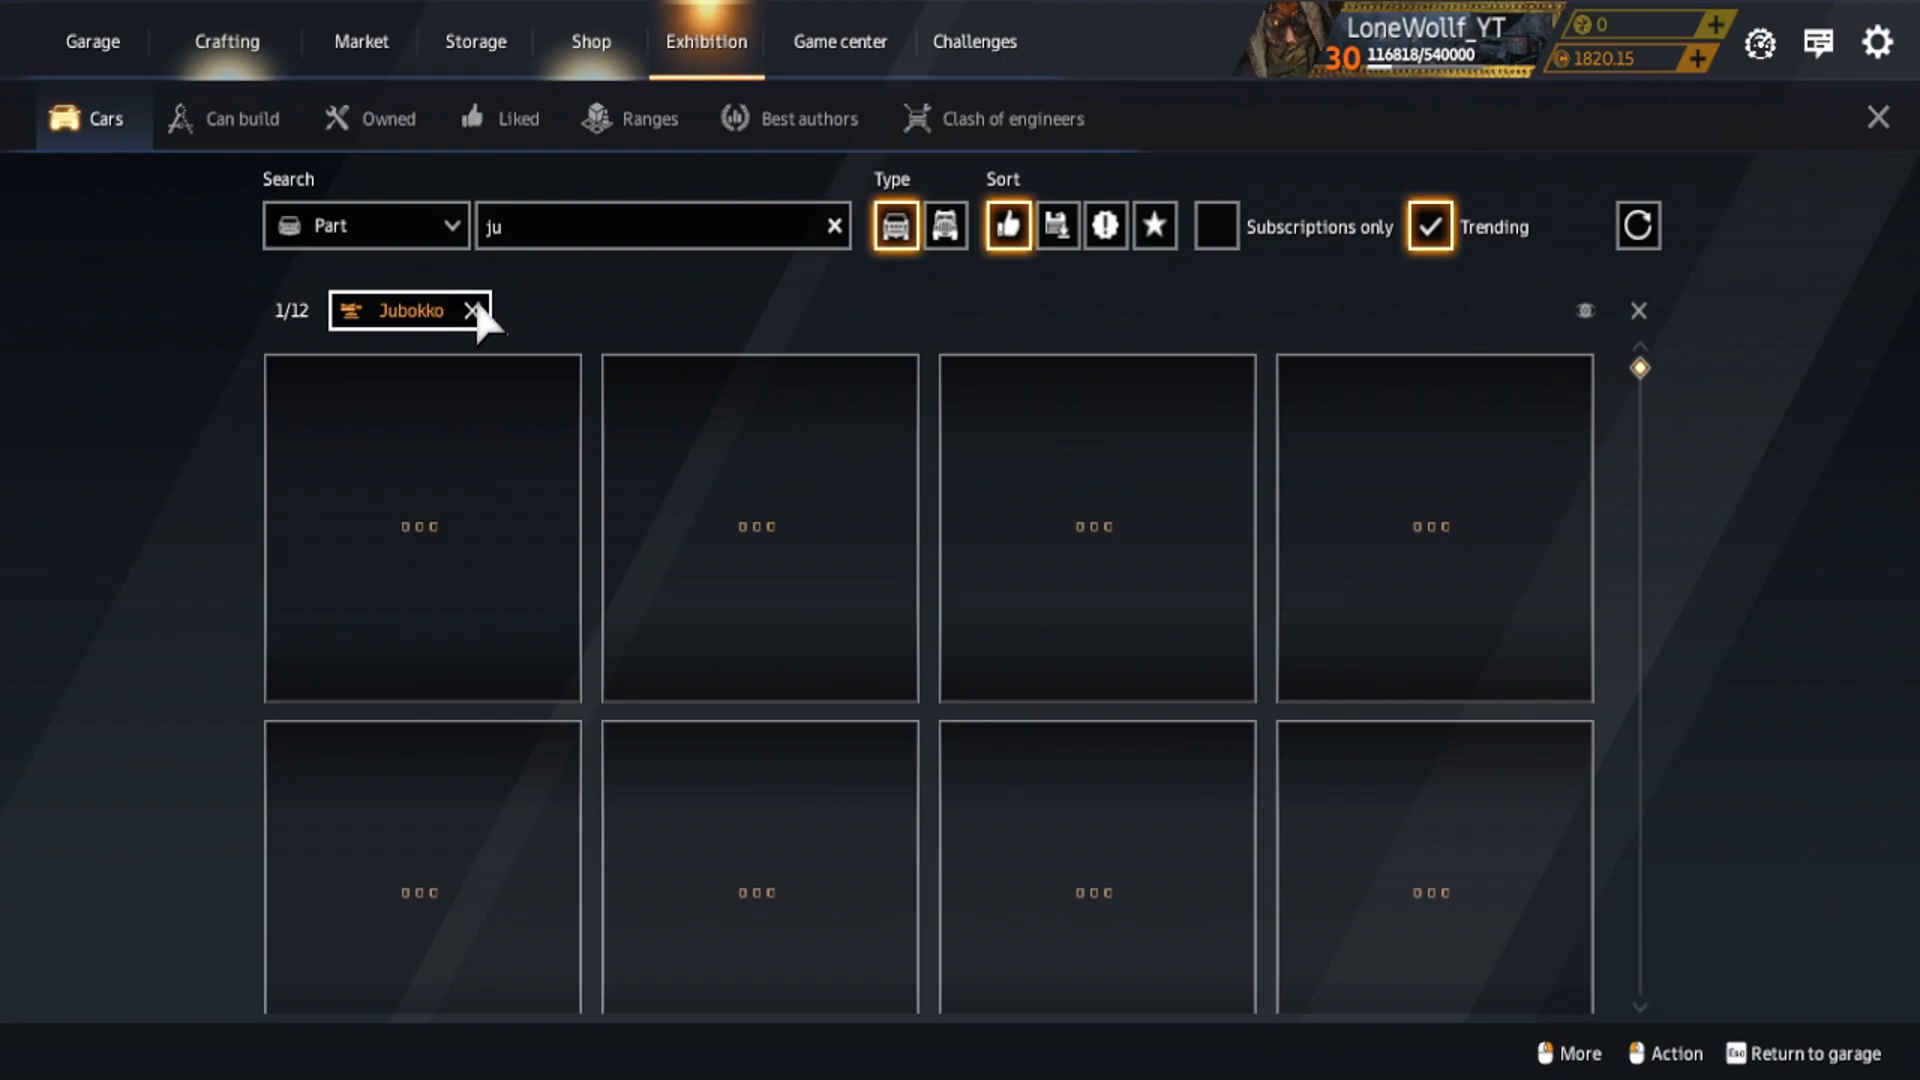 Garage Crafting Market Storage Shop Exhibition Game center Challenges
LoneWollf_YT
30 116818/540000
0
1820.15
Cars Can build Owned Liked Ranges Best authors Clash of engineers
Search Type Sort
Part ju Subscriptions only Trending
1/12 Jubokko
More Action Esc Return to garage